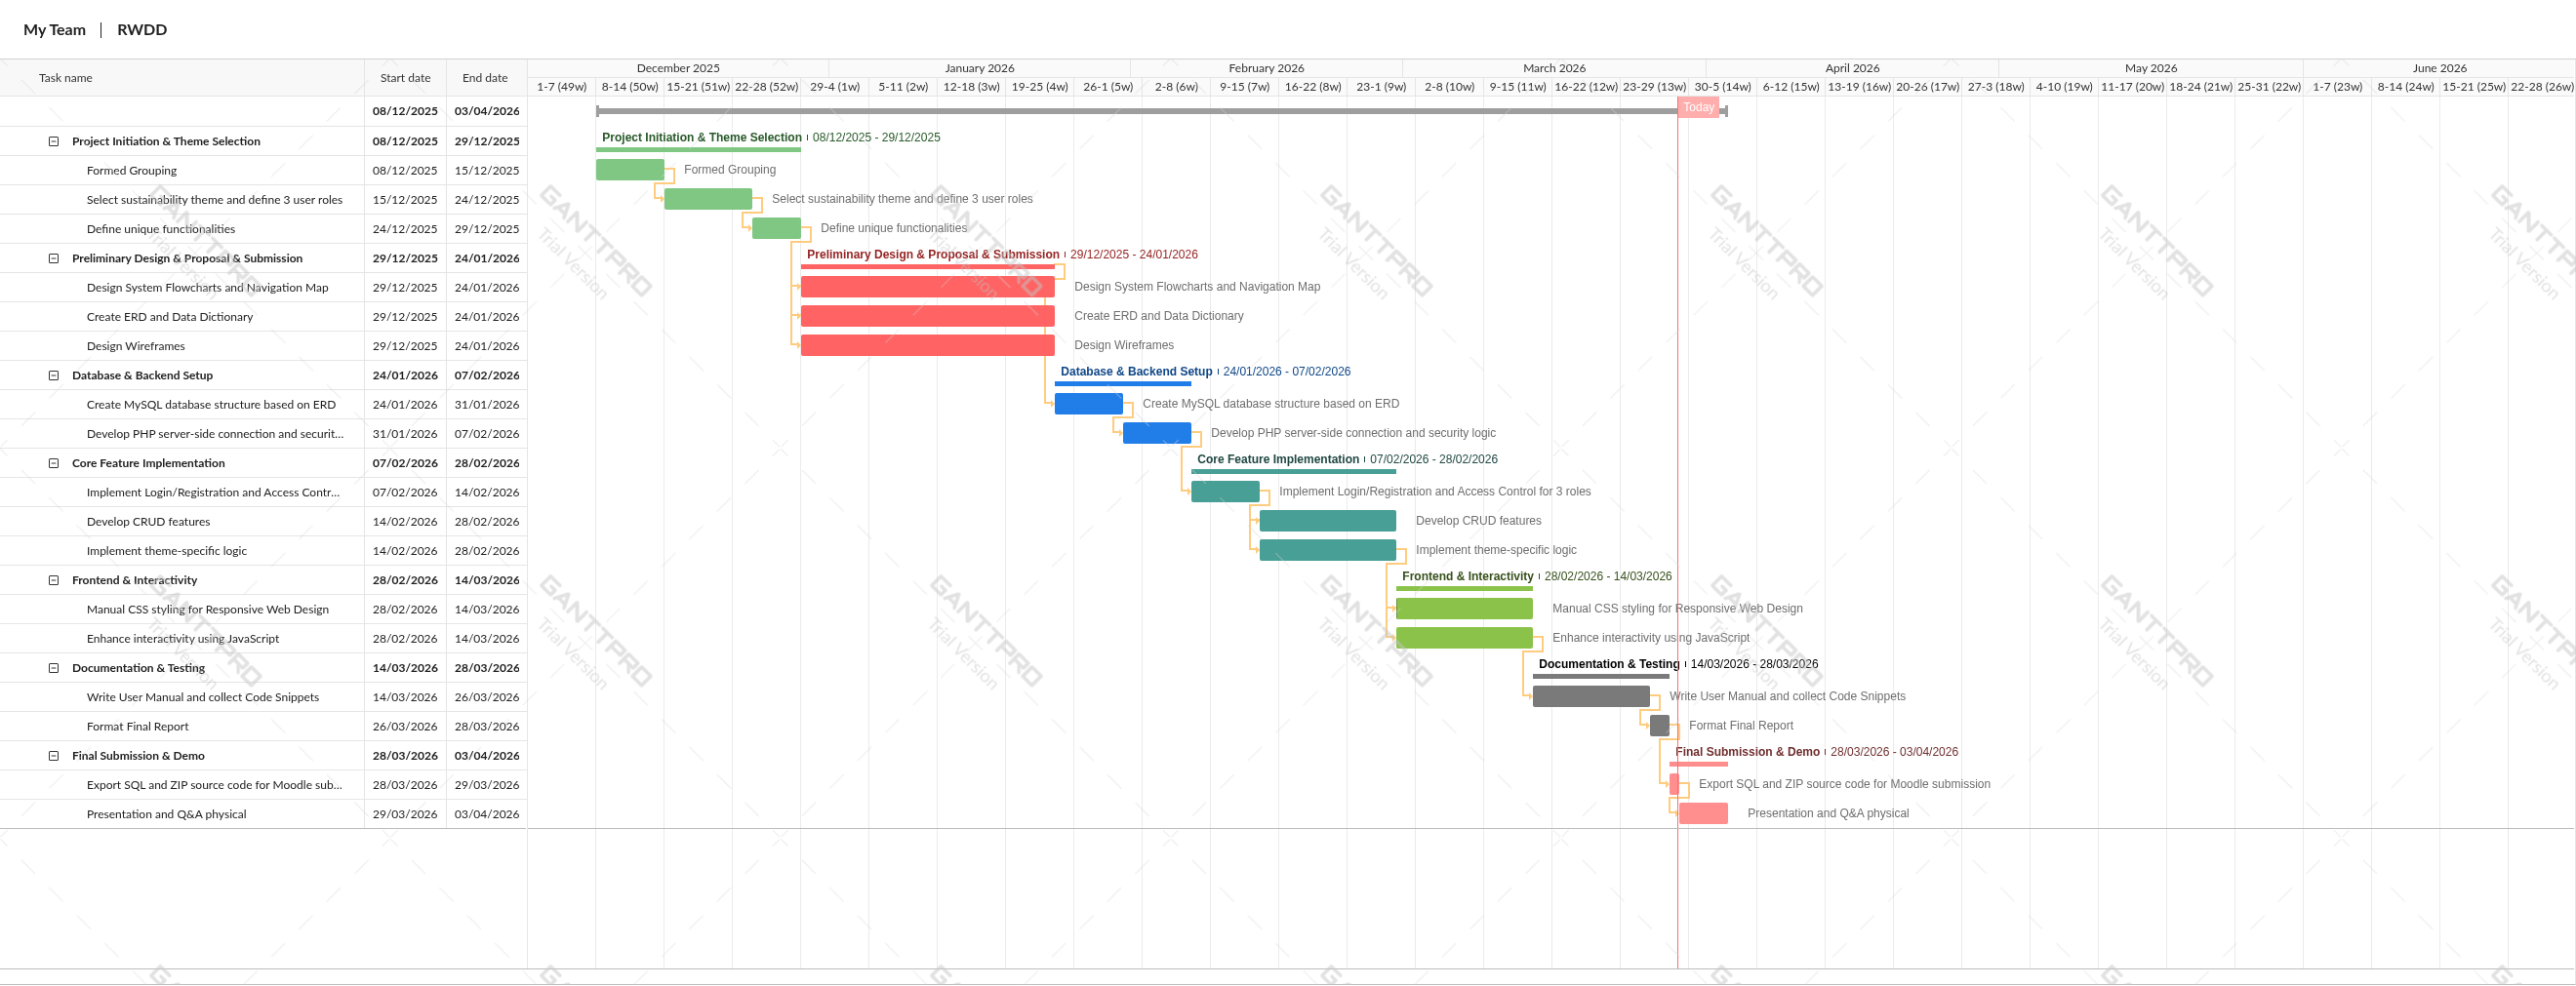 My Team | RWDD
Task name Start date End date
December 2025 January 2026 February 2026 March 2026 April 2026 May 2026 June 2026
1-7 (49w) 8-14 (50w) 15-21 (51w) 22-28 (52w) 29-4 (1w) 5-11 (2w) 12-18 (3w) 19-25 (4w) 26-1 (5w) 2-8 (6w) 9-15 (7w) 16-22 (8w) 23-1 (9w) 2-8 (10w) 9-15 (11w) 16-22 (12w) 23-29 (13w) 30-5 (14w) 6-12 (15w) 13-19 (16w) 20-26 (17w) 27-3 (18w) 4-10 (19w) 11-17 (20w) 18-24 (21w) 25-31 (22w) 1-7 (23w) 8-14 (24w) 15-21 (25w) 22-28 (26w)
08/12/2025 03/04/2026 Today
Project Initiation & Theme Selection 08/12/2025 29/12/2025 Project Initiation & Theme Selection 08/12/2025 - 29/12/2025
Formed Grouping 08/12/2025 15/12/2025 Formed Grouping
Select sustainability theme and define 3 user roles 15/12/2025 24/12/2025 Select sustainability theme and define 3 user roles
Define unique functionalities 24/12/2025 29/12/2025 Define unique functionalities
Preliminary Design & Proposal & Submission 29/12/2025 24/01/2026 Preliminary Design & Proposal & Submission 29/12/2025 - 24/01/2026
Design System Flowcharts and Navigation Map 29/12/2025 24/01/2026 Design System Flowcharts and Navigation Map
Create ERD and Data Dictionary 29/12/2025 24/01/2026 Create ERD and Data Dictionary
Design Wireframes 29/12/2025 24/01/2026 Design Wireframes
Database & Backend Setup 24/01/2026 07/02/2026 Database & Backend Setup 24/01/2026 - 07/02/2026
Create MySQL database structure based on ERD 24/01/2026 31/01/2026 Create MySQL database structure based on ERD
Develop PHP server-side connection and securit... 31/01/2026 07/02/2026 Develop PHP server-side connection and security logic
Core Feature Implementation 07/02/2026 28/02/2026 Core Feature Implementation 07/02/2026 - 28/02/2026
Implement Login/Registration and Access Contr... 07/02/2026 14/02/2026 Implement Login/Registration and Access Control for 3 roles
Develop CRUD features 14/02/2026 28/02/2026 Develop CRUD features
Implement theme-specific logic 14/02/2026 28/02/2026 Implement theme-specific logic
Frontend & Interactivity 28/02/2026 14/03/2026 Frontend & Interactivity 28/02/2026 - 14/03/2026
Manual CSS styling for Responsive Web Design 28/02/2026 14/03/2026 Manual CSS styling for Responsive Web Design
Enhance interactivity using JavaScript 28/02/2026 14/03/2026 Enhance interactivity using JavaScript
Documentation & Testing 14/03/2026 28/03/2026 Documentation & Testing 14/03/2026 - 28/03/2026
Write User Manual and collect Code Snippets 14/03/2026 26/03/2026 Write User Manual and collect Code Snippets
Format Final Report 26/03/2026 28/03/2026 Format Final Report
Final Submission & Demo 28/03/2026 03/04/2026 Final Submission & Demo 28/03/2026 - 03/04/2026
Export SQL and ZIP source code for Moodle sub... 28/03/2026 29/03/2026 Export SQL and ZIP source code for Moodle submission
Presentation and Q&A physical 29/03/2026 03/04/2026 Presentation and Q&A physical
GANTTPRO
Trial Version